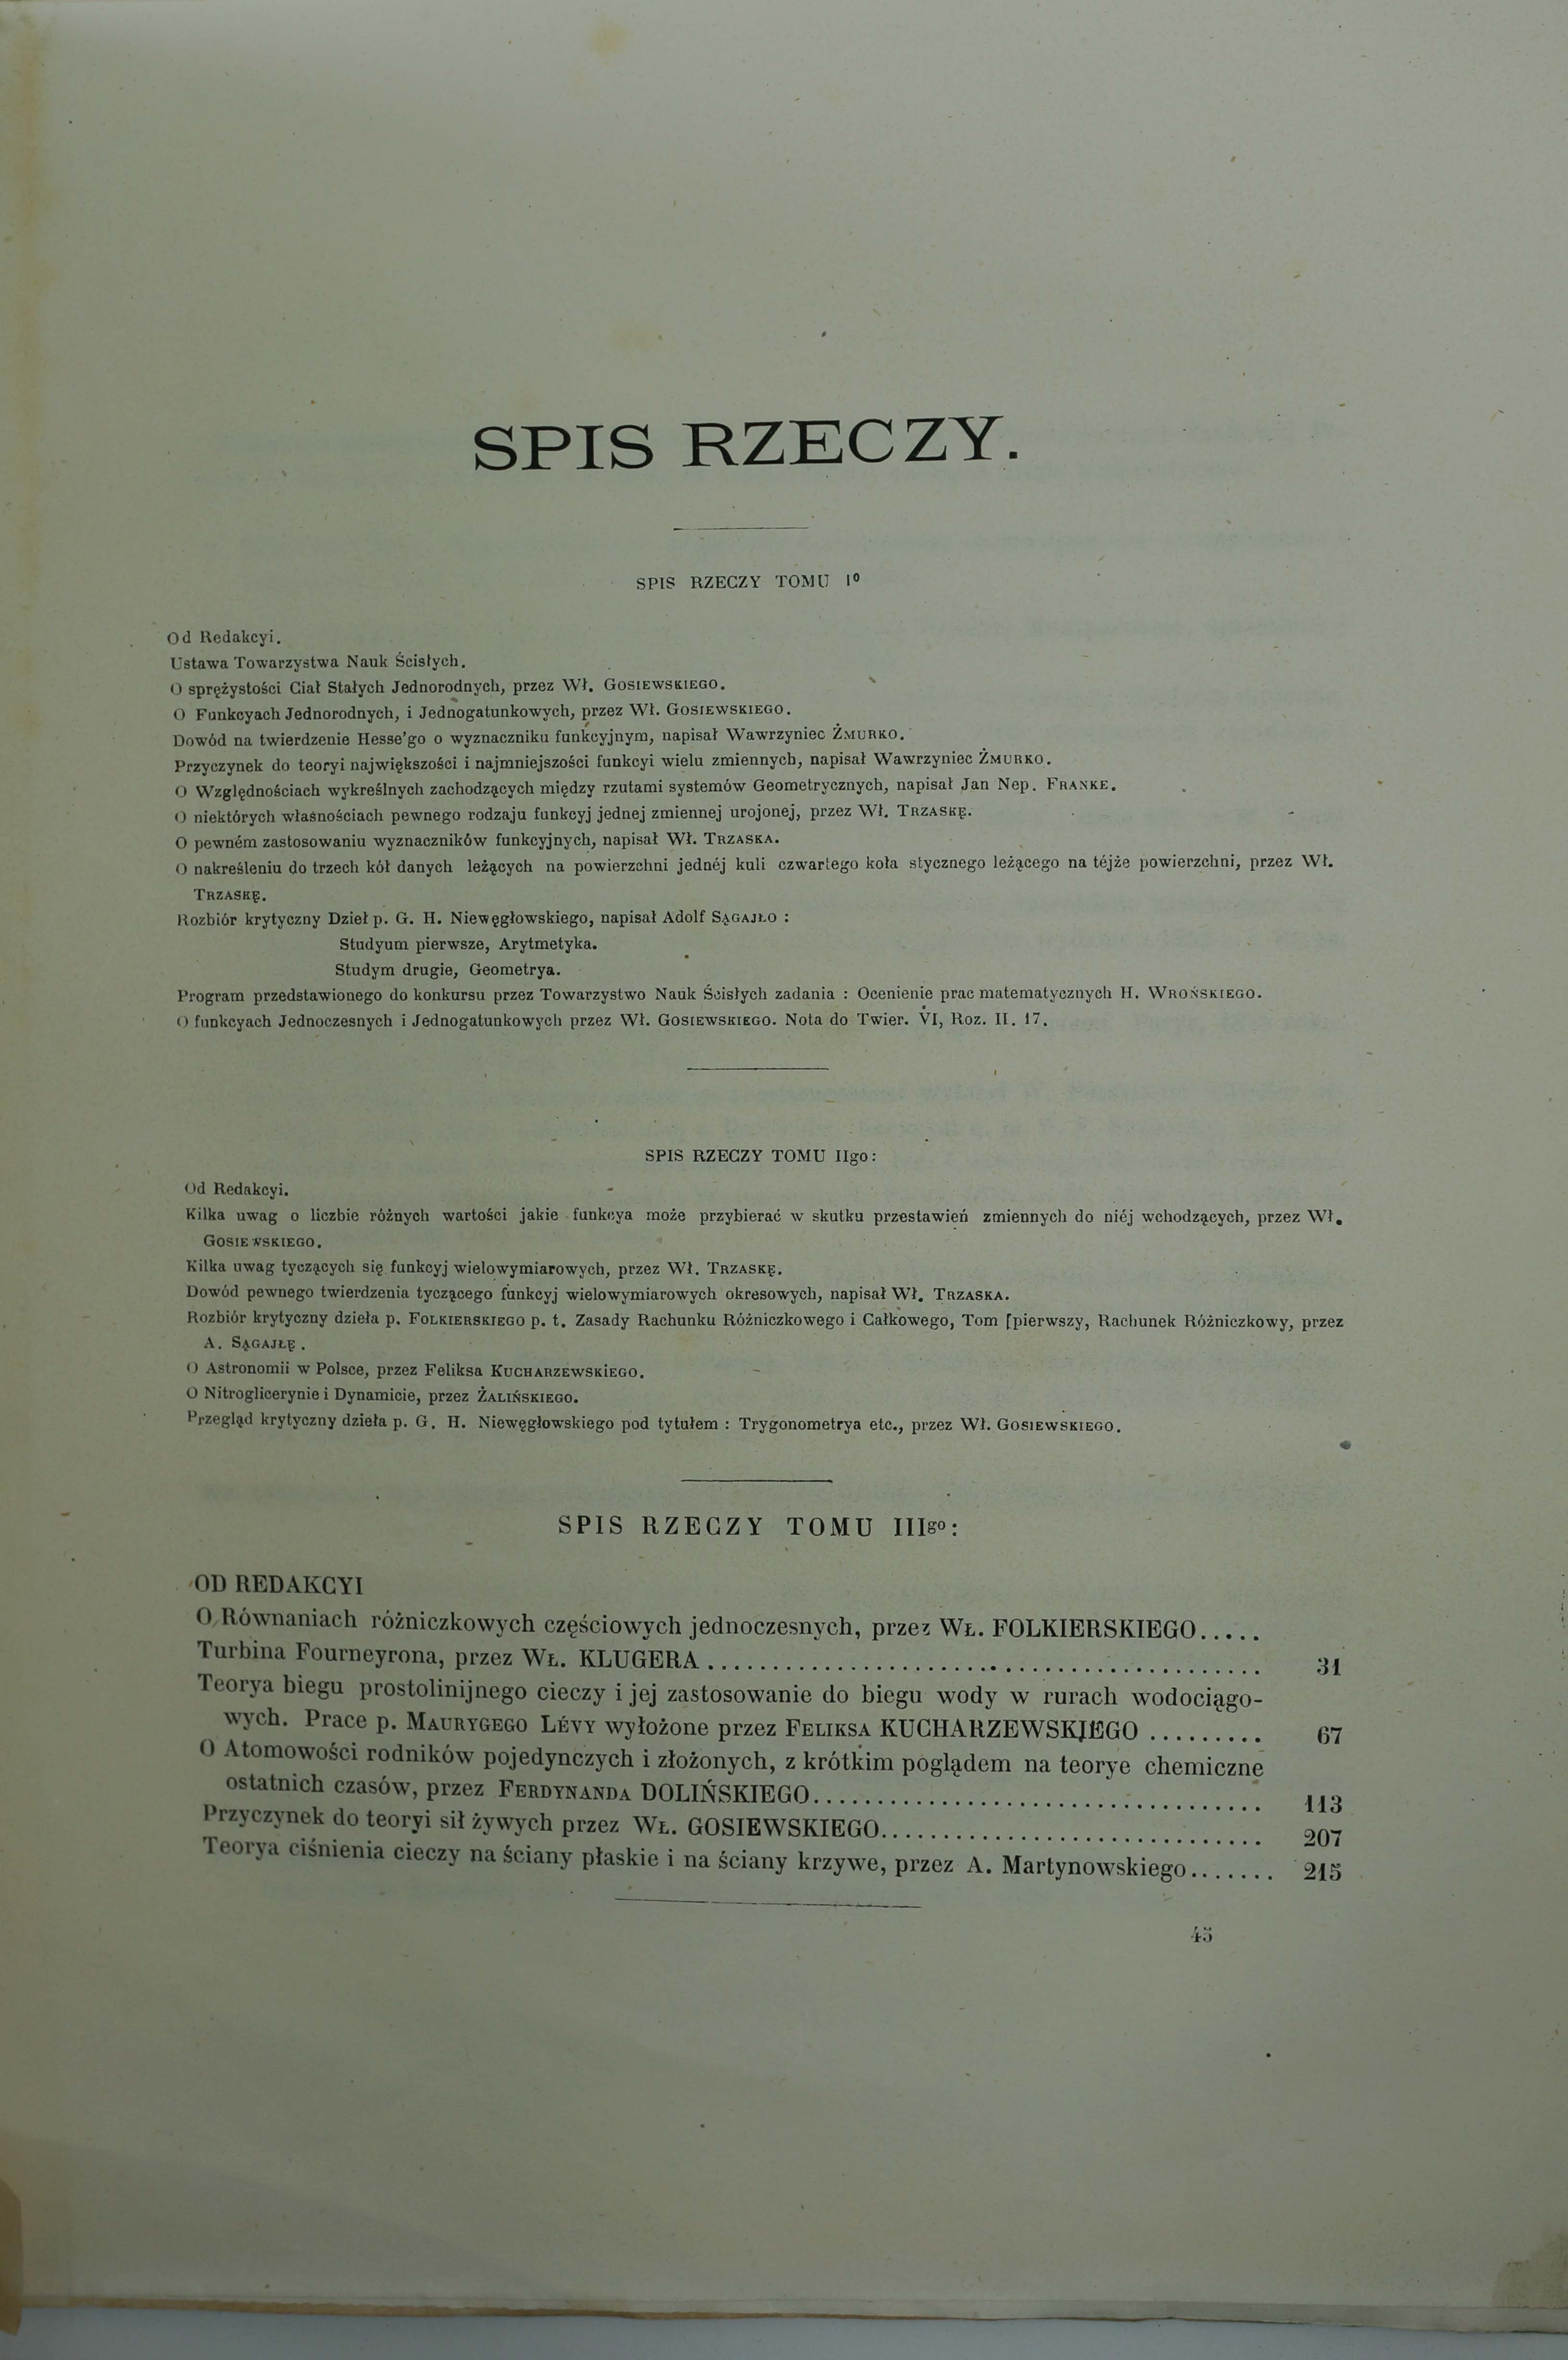 SPIS RZECZY.
SPIS RZECZY TOMU Iº
Od Redakcyi.
Ustawa Towarzystwa Nauk Ścisłych.
O sprężystości Ciał Stałych Jednorodnych, przez Wł. GOSIEWSKIEGO.
O Funkcyach Jednorodnych, i Jednogatunkowych, przez Wł. GOSIEWSKIEGO.
Dowód na twierdzenie Hesse'go o wyznaczniku funkcyjnym, napisał Wawrzyniec ŻMURKO.
Przyczynek do teoryi największości i najmniejszości funkcyi wielu zmiennych, napisał Wawrzyniec ŻMURKO.
O Względnościach wykreślnych zachodzących między rzutami systemów Geometrycznych, napisał Jan Nep. FRANKE.
O niektórych własnościach pewnego rodzaju funkcyj jednej zmiennej urojonej, przez Wł. TRZASKĘ.
O pewném zastosowaniu wyznaczników funkcyjnych, napisał Wł. TRZASKA.
O nakreśleniu do trzech kół danych leżących na powierzchni jednéj kuli czwartego koła stycznego leżącego na téjże powierzchni, przez Wł.
TRZASKĘ.
Rozbiór krytyczny Dzieł p. G. H. Niewęgłowskiego, napisał Adolf SĄGAJŁO :
Studyum pierwsze, Arytmetyka.
Studym drugie, Geometrya.
Program przedstawionego do konkursu przez Towarzystwo Nauk Ścisłych zadania : Ocenienie prac matematycznych H. WROŃSKIEGO.
O funkcyach Jednoczesnych i Jednogatunkowych przez Wł. GOSIEWSKIEGO. Nota do Twier. VI, Roz. II. 17.
SPIS RZECZY TOMU IIgo:
Od Redakcyi.
Kilka uwag o liczbie różnych wartości jakie funkcya może przybierać w skutku przestawień zmiennych do niéj wchodzących, przez Wł.
GOSIEWSKIEGO.
Kilka uwag tyczących się funkcyj wielowymiarowych, przez Wł. TRZASKĘ.
Dowód pewnego twierdzenia tyczącego funkcyj wielowymiarowych okresowych, napisał Wł. TRZASKA.
Rozbiór krytyczny dzieła p. FOLKIERSKIEGO p. t. Zasady Rachunku Różniczkowego i Całkowego, Tom [pierwszy, Rachunek Różniczkowy, przez
A. SĄGAJŁĘ.
O Astronomii w Polsce, przez Feliksa KUCHARZEWSKiEGO.
O Nitroglicerynie i Dynamicie, przez ŻALIŃSKIEGO.
Przegląd krytyczny dzieła p. G. H. Niewęgłowskiego pod tytułem : Trygonometrya etc., przez Wł. GOSIEWSKIEGO.
SPIS RZECZY TOMU IIIgo:
OD REDAKCYI
O Równaniach różniczkowych częściowych jednoczesnych, przez WŁ. FOLKIERSKIEGO.....
Turbina Fourneyrona, przez WŁ. KLUGERA ........................................ 31
Teorya biegu prostolinijnego cieczy i jej zastosowanie do biegu wody w rurach wodociągo-
wych. Prace p. MAURYGEGO LÉVY wyłożone przez FELIKSA KUCHARZEWSKIEGO ......... 67
O Atomowości rodników pojedynczych i złożonych, z krótkim poglądem na teorye chemiczne
ostatnich czasów, przez FERDYNANDA DOLIŃSKIEGO.................................. 113
Przyczynek do teoryi sił żywych przez WŁ. GOSIEWSKIEGO............................ 207
Teorya ciśnienia cieczy na ściany płaskie i na ściany krzywe, przez A. Martynowskiego....... 215
45